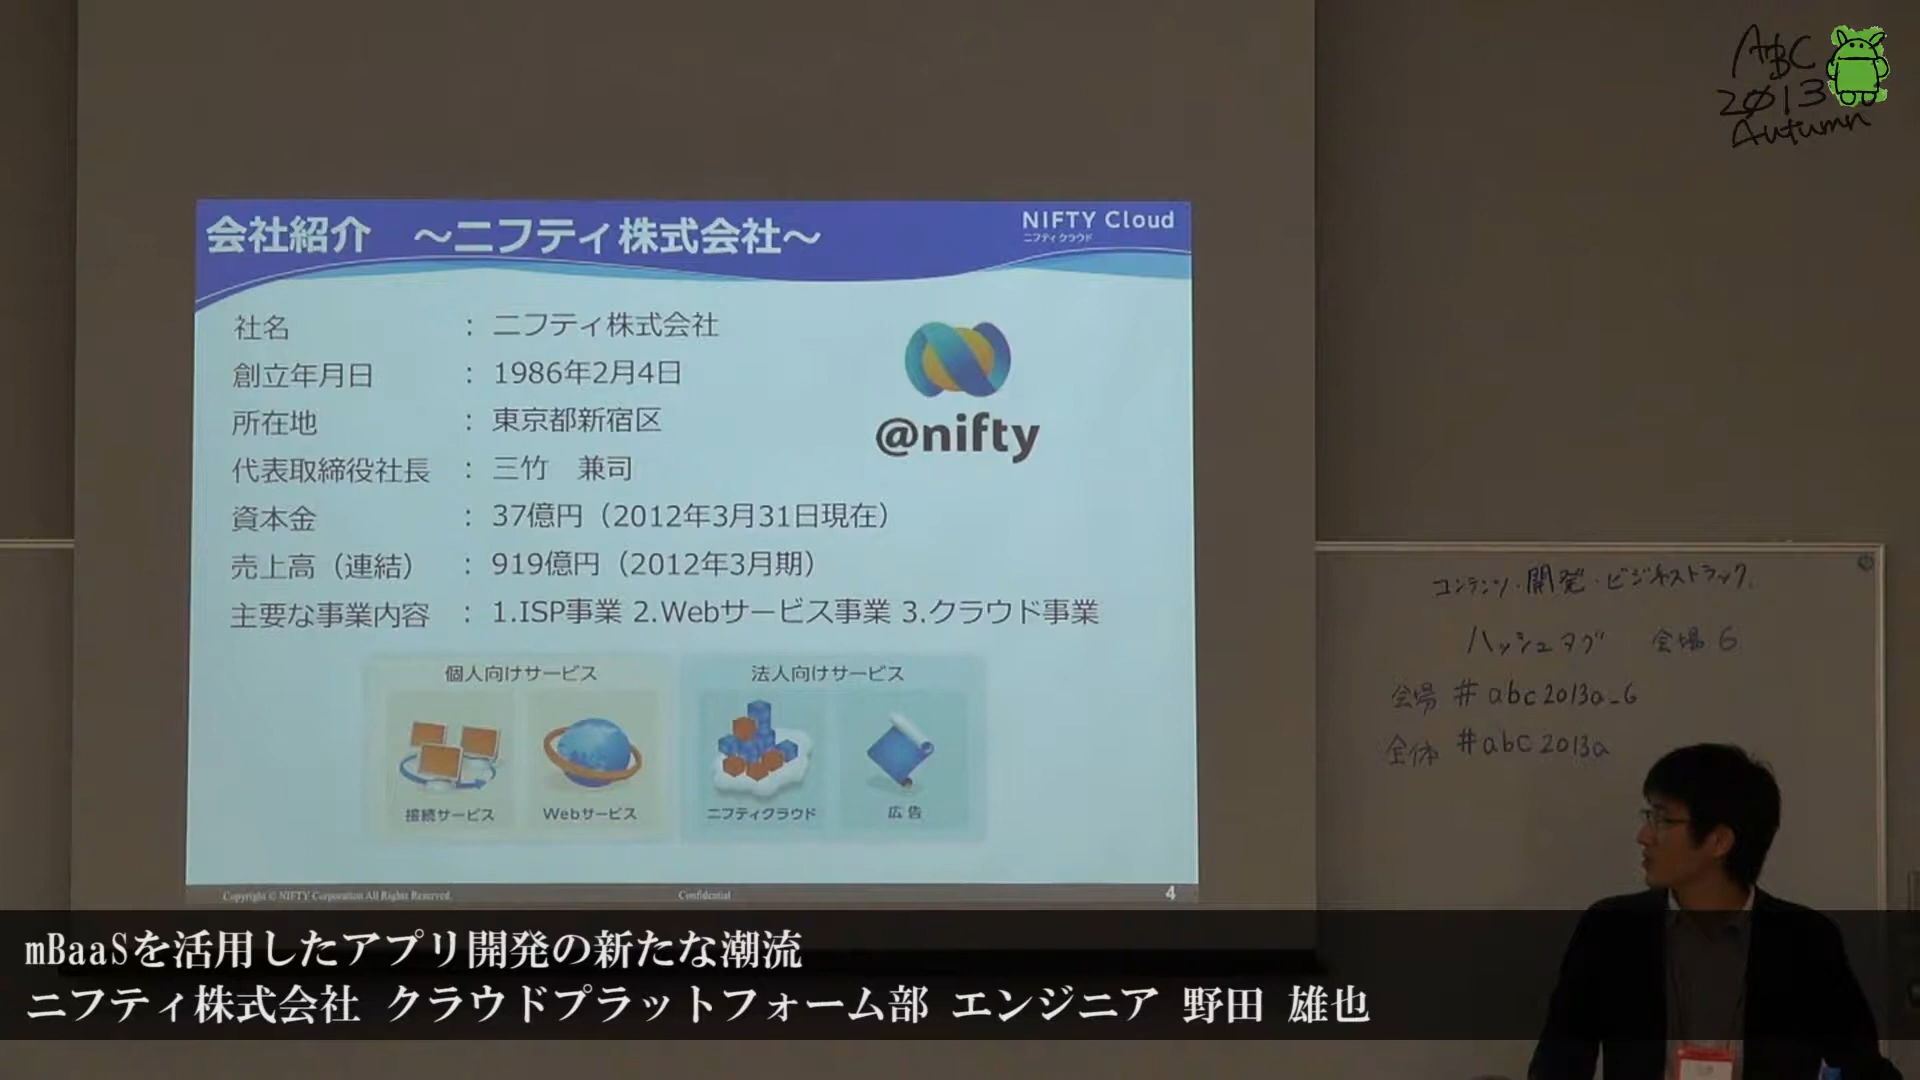 ABC
2013
Autumn
会社紹介　～ニフティ株式会社～
NIFTY Cloud
ニフティクラウド
社名 : ニフティ株式会社
創立年月日 : 1986年2月4日
所在地 : 東京都新宿区
代表取締役社長 : 三竹　兼司
資本金 : 37億円（2012年3月31日現在）
売上高（連結） : 919億円（2012年3月期）
主要な事業内容 : 1.ISP事業 2.Webサービス事業 3.クラウド事業
@nifty
個人向けサービス
法人向けサービス
接続サービス
Webサービス
ニフティクラウド
広告
Copyright © NIFTY Corporation All Rights Reserved.
Confidential
4
コンテンツ・開発・ビジネストラック
ハッシュタグ　会場 6
会場 #abc2013a_6
全体 #abc2013a
mBaaSを活用したアプリ開発の新たな潮流
ニフティ株式会社 クラウドプラットフォーム部 エンジニア 野田 雄也